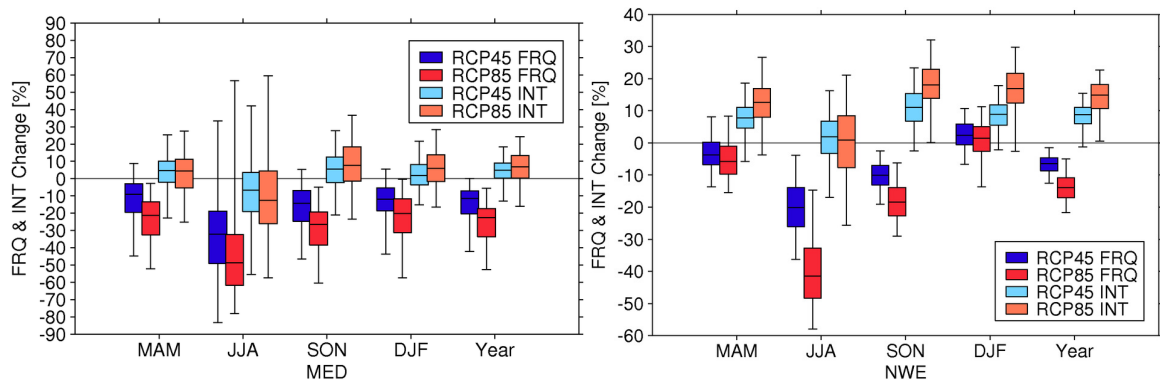 FRQ & INT Change [%]
90
80
70
60
50
40
30
20
10
0
-10
-20
-30
-40
-50
-60
-70
-80
-90
RCP45 FRQ
RCP85 FRQ
RCP45 INT
RCP85 INT
MAM JJA SON DJF Year
MED
FRQ & INT Change [%]
40
30
20
10
0
-10
-20
-30
-40
-50
-60
RCP45 FRQ
RCP85 FRQ
RCP45 INT
RCP85 INT
MAM JJA SON DJF Year
NWE